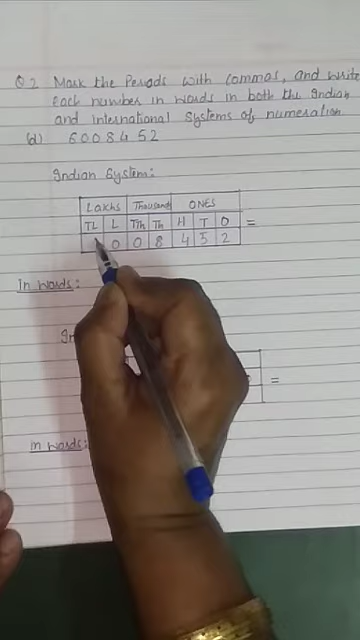 Q 2 Mark the Periods with commas, and write
each number in words in both the Indian
and international systems of numeration
(d) 6008452
Indian System:
Lakhs Thousand ONES
TL L Tth Th H T O =
0 0 8 4 5 2
In words:
In
=
In words: